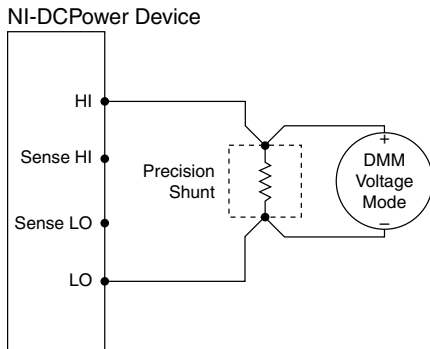 NI-DCPower Device
HI
Sense HI
Sense LO
LO
Precision
Shunt
+
DMM
Voltage
Mode
–